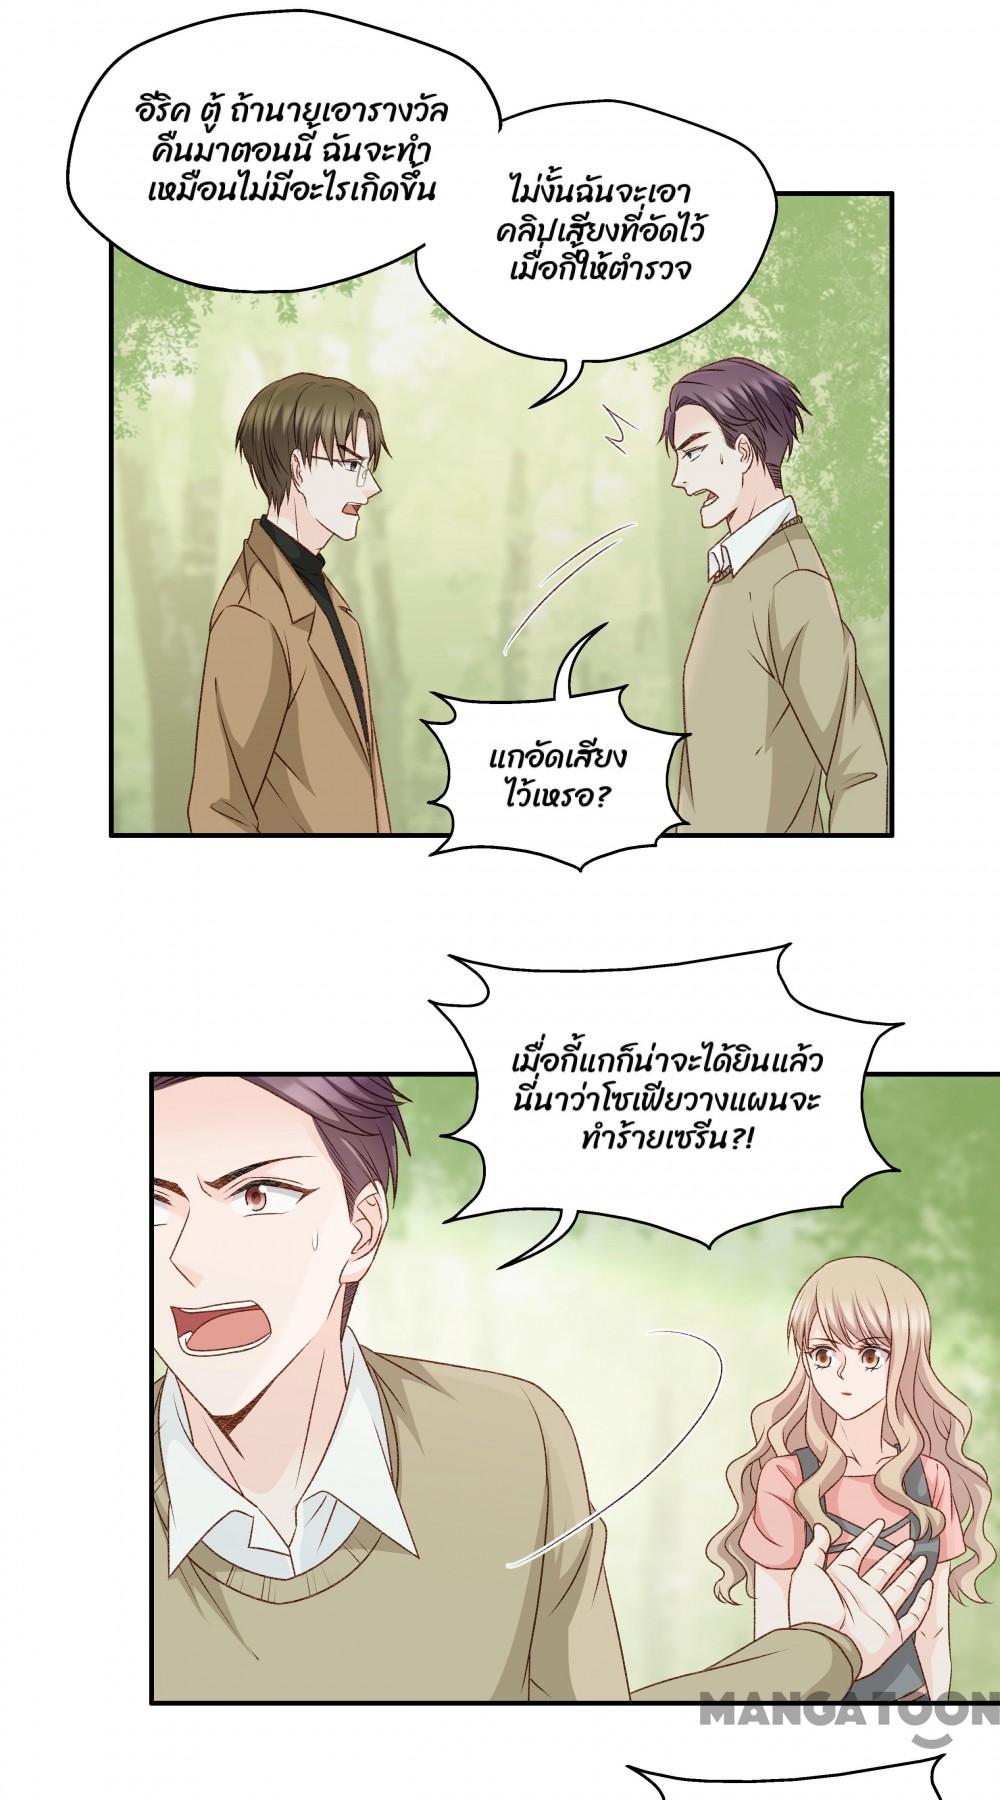 อีริค ตู้ ถ้านายเอารางวัล
คืนมาตอนนี้ ฉันจะทำ
เหมือนไม่มีอะไรเกิดขึ้น
ไม่งั้นฉันจะเอา
คลิปเสียงที่อัดไว้
เมื่อกี้ให้ตำรวจ
แกอัดเสียง
ไว้เหรอ?
เมื่อกี้แกก็น่าจะได้ยินแล้ว
นี่นาว่าโซเฟียวางแผนจะ
ทำร้ายเซรีน?!
MANGATOON